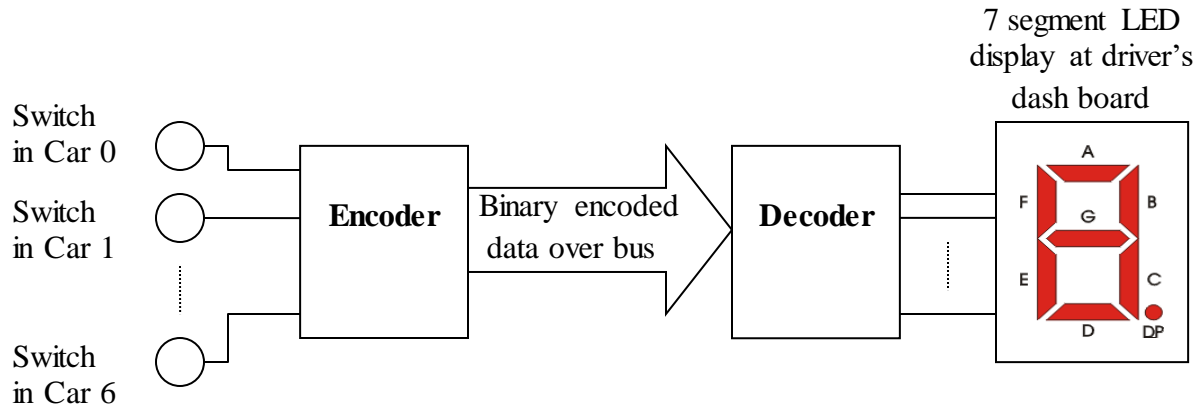 7 segment LED
display at driver's
dash board
Switch
in Car 0
Switch
in Car 1
Switch
in Car 6
Encoder
Binary encoded
data over bus
Decoder
A
F
B
G
E
C
D
DP